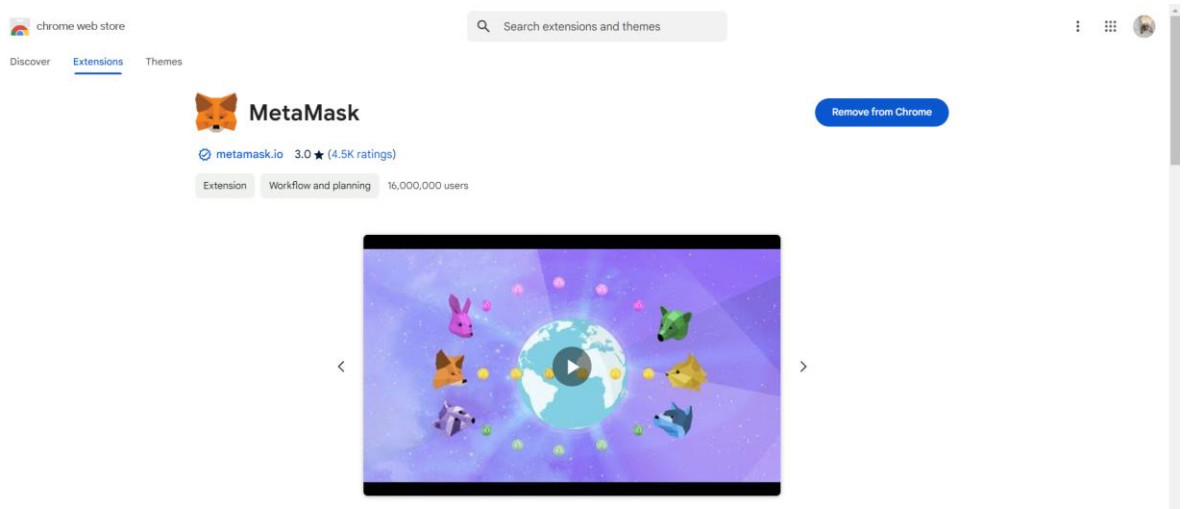 chrome web store
Search extensions and themes
Discover Extensions Themes
MetaMask
Remove from Chrome
metamask.io 3.0 ★ (4.5K ratings)
Extension Workflow and planning 16,000,000 users